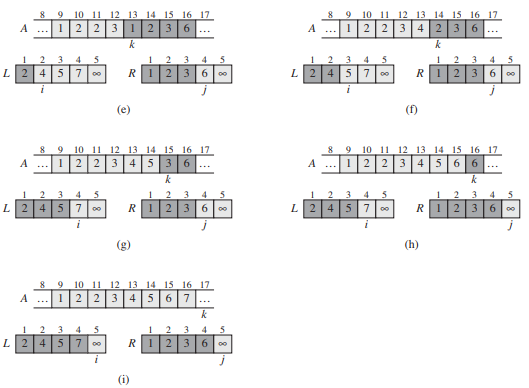 8 9 10 11 12 13 14 15 16 17
A … 1 2 2 3 1 2 3 6 …
k
1 2 3 4 5 1 2 3 4 5
L 2 4 5 7 ∞ R 1 2 3 6 ∞
i j
(e)
8 9 10 11 12 13 14 15 16 17
A … 1 2 2 3 4 2 3 6 …
k
1 2 3 4 5 1 2 3 4 5
L 2 4 5 7 ∞ R 1 2 3 6 ∞
i j
(f)
8 9 10 11 12 13 14 15 16 17
A … 1 2 2 3 4 5 3 6 …
k
1 2 3 4 5 1 2 3 4 5
L 2 4 5 7 ∞ R 1 2 3 6 ∞
i j
(g)
8 9 10 11 12 13 14 15 16 17
A … 1 2 2 3 4 5 6 6 …
k
1 2 3 4 5 1 2 3 4 5
L 2 4 5 7 ∞ R 1 2 3 6 ∞
i j
(h)
8 9 10 11 12 13 14 15 16 17
A … 1 2 2 3 4 5 6 7 …
k
1 2 3 4 5 1 2 3 4 5
L 2 4 5 7 ∞ R 1 2 3 6 ∞
i j
(i)